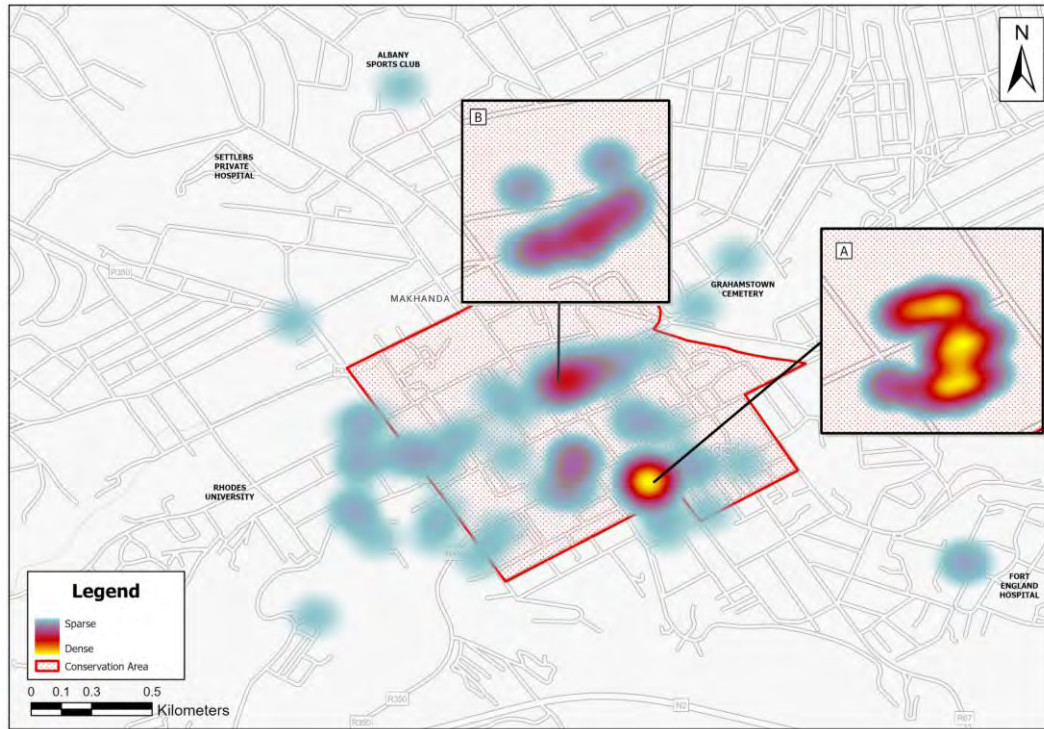 N
ALBANY
SPORTS CLUB
B
SETTLERS
PRIVATE
HOSPITAL
A
R350
GRAHAMSTOWN
CEMETERY
MAKHANDA
RHODES
UNIVERSITY
FORT
ENGLAND
HOSPITAL
Legend
Sparse
Dense
Conservation Area
0 0.1 0.3 0.5
Kilometers
R350
R350
N2
R67